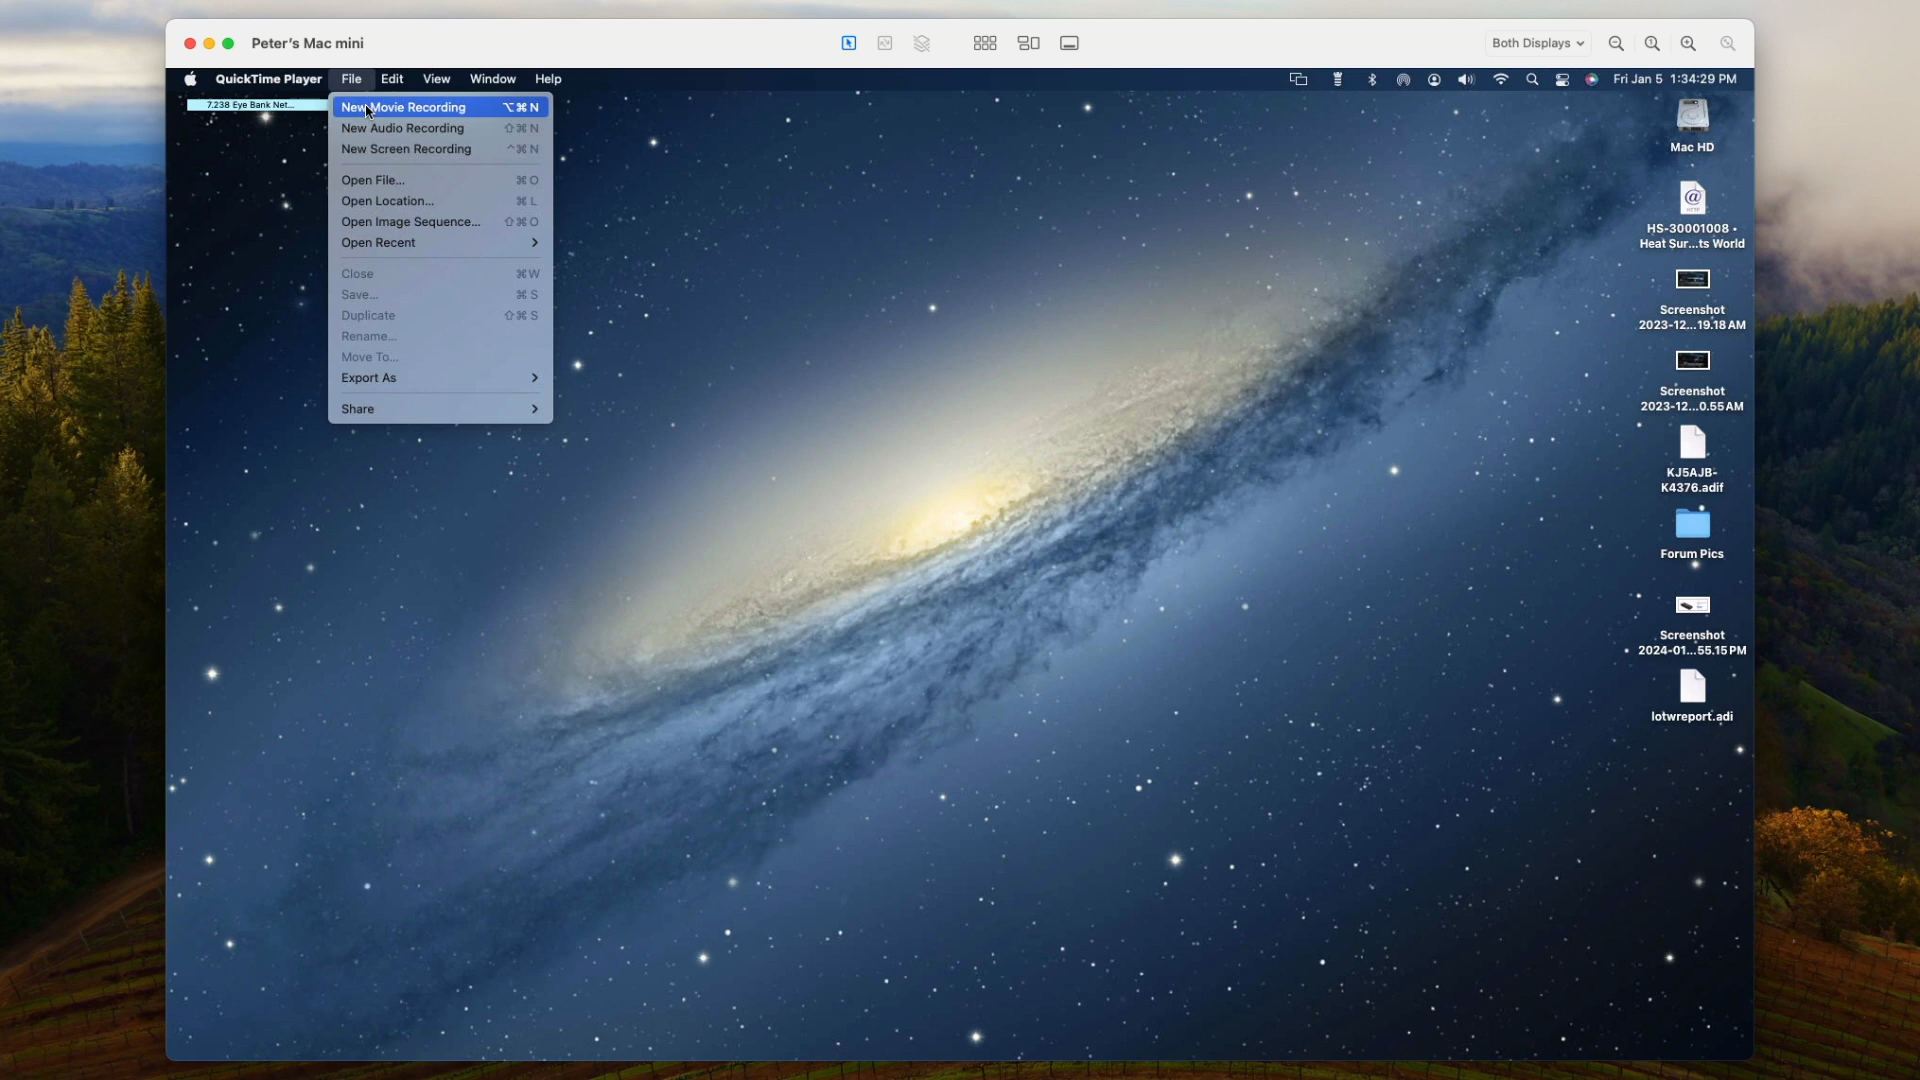 Peter's Mac mini
Both Displays
QuickTime Player File Edit View Window Help
Fri Jan 5 1:34:29 PM
7.238 Eye Bank Net...
New Movie Recording ⌥⌘N
New Audio Recording ⇧⌘N
New Screen Recording ^⌘N
Open File... ⌘O
Open Location... ⌘L
Open Image Sequence... ⇧⌘O
Open Recent
Close ⌘W
Save... ⌘S
Duplicate ⇧⌘S
Rename...
Move To...
Export As
Share
Mac HD
HS-30001008 •
Heat Sur...ts World
Screenshot
2023-12...19.18 AM
Screenshot
2023-12...0.55 AM
KJ5AJB-
K4376.adif
Forum Pics
Screenshot
2024-01...55.15 PM
lotwreport.adi